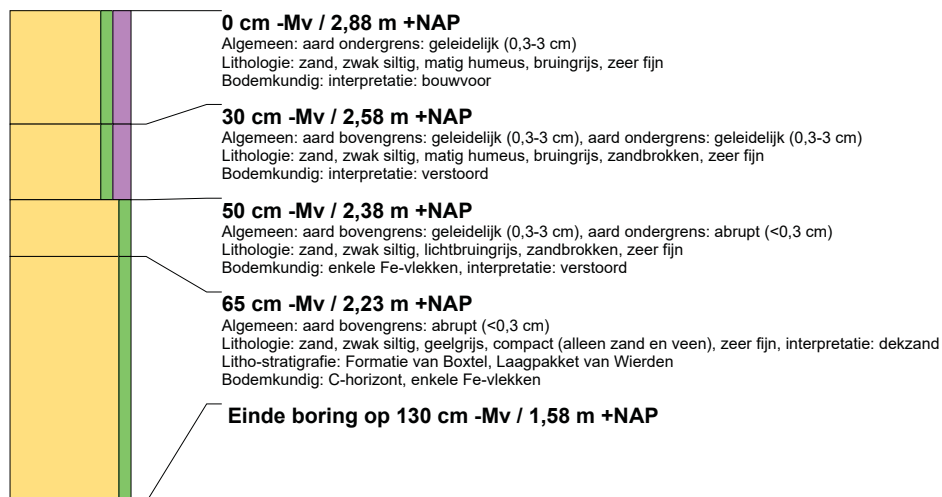 0 cm -Mv / 2,88 m +NAP
Algemeen: aard ondergrens: geleidelijk (0,3-3 cm)
Lithologie: zand, zwak siltig, matig humeus, bruingrijs, zeer fijn
Bodemkundig: interpretatie: bouwvoor
30 cm -Mv / 2,58 m +NAP
Algemeen: aard bovengrens: geleidelijk (0,3-3 cm), aard ondergrens: geleidelijk (0,3-3 cm)
Lithologie: zand, zwak siltig, matig humeus, bruingrijs, zandbrokken, zeer fijn
Bodemkundig: interpretatie: verstoord
50 cm -Mv / 2,38 m +NAP
Algemeen: aard bovengrens: geleidelijk (0,3-3 cm), aard ondergrens: abrupt (<0,3 cm)
Lithologie: zand, zwak siltig, lichtbruingrijs, zandbrokken, zeer fijn
Bodemkundig: enkele Fe-vlekken, interpretatie: verstoord
65 cm -Mv / 2,23 m +NAP
Algemeen: aard bovengrens: abrupt (<0,3 cm)
Lithologie: zand, zwak siltig, geelgrijs, compact (alleen zand en veen), zeer fijn, interpretatie: dekzand
Litho-stratigrafie: Formatie van Boxtel, Laagpakket van Wierden
Bodemkundig: C-horizont, enkele Fe-vlekken
Einde boring op 130 cm -Mv / 1,58 m +NAP